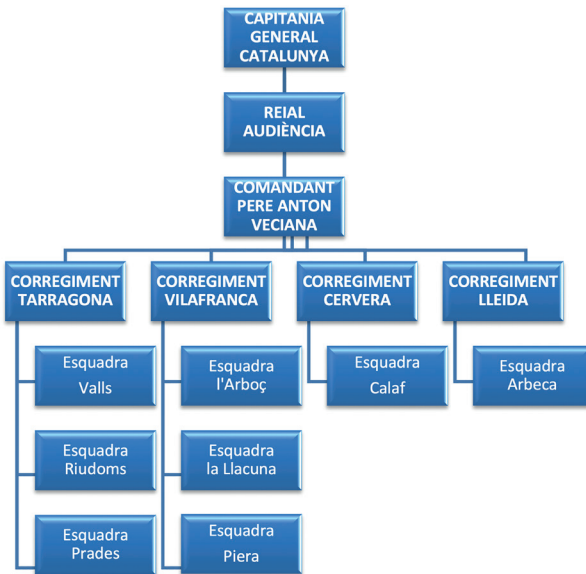 CAPITANIA
GENERAL
CATALUNYA
REIAL
AUDIÈNCIA
COMANDANT
PERE ANTON
VECIANA
CORREGIMENT
TARRAGONA
CORREGIMENT
VILAFRANCA
CORREGIMENT
CERVERA
CORREGIMENT
LLEIDA
Esquadra
Valls
Esquadra
l'Arboç
Esquadra
Calaf
Esquadra
Arbeca
Esquadra
Riudoms
Esquadra
la Llacuna
Esquadra
Prades
Esquadra
Piera